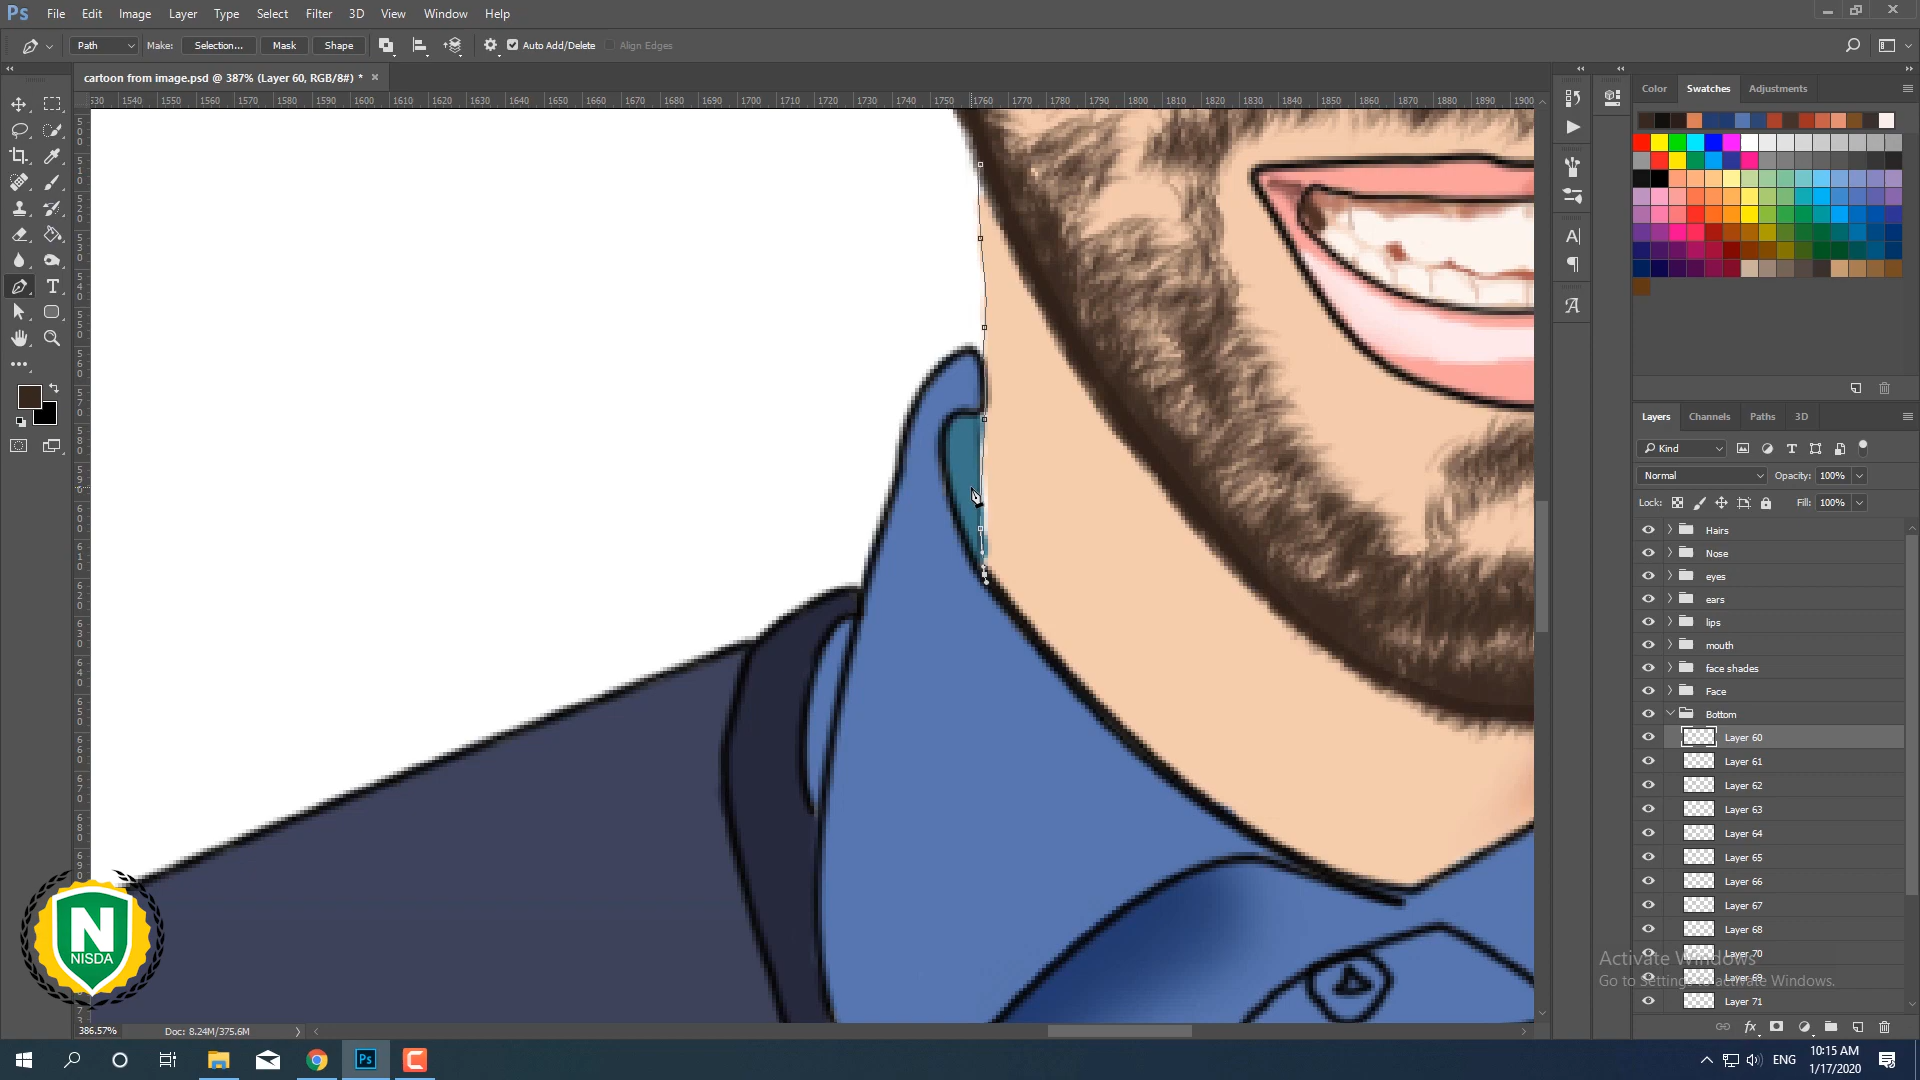 Ps File Edit Image Layer Type Select Filter 3D View Window Help
Path Make: Selection... Mask Shape Auto Add/Delete Align Edges
cartoon from image.psd @ 387% (Layer 60, RGB/8#) * ×
530 1540 1550 1560 1570 1580 1590 1600 1610 1620 1630 1640 1650 1660 1670 1680 1690 1700 1710 1720 1730 1740 1750 1760 1770 1780 1790 1800 1810 1820 1830 1840 1850 1860 1870 1880 1890 1900
Color Swatches Adjustments
Layers Channels Paths 3D
Kind
Normal Opacity: 100%
Lock: Fill: 100%
Hairs
Nose
eyes
ears
lips
mouth
face shades
Face
Bottom
Layer 60
Layer 61
Layer 62
Layer 63
Layer 64
Layer 65
Layer 66
Layer 67
Layer 68
Layer 70
Layer 69
Layer 71
Activate Windows
Go to Settings to activate Windows.
N
NISDA
386.57% Doc: 8.24M/375.6M
ENG
10:15 AM
1/17/2020